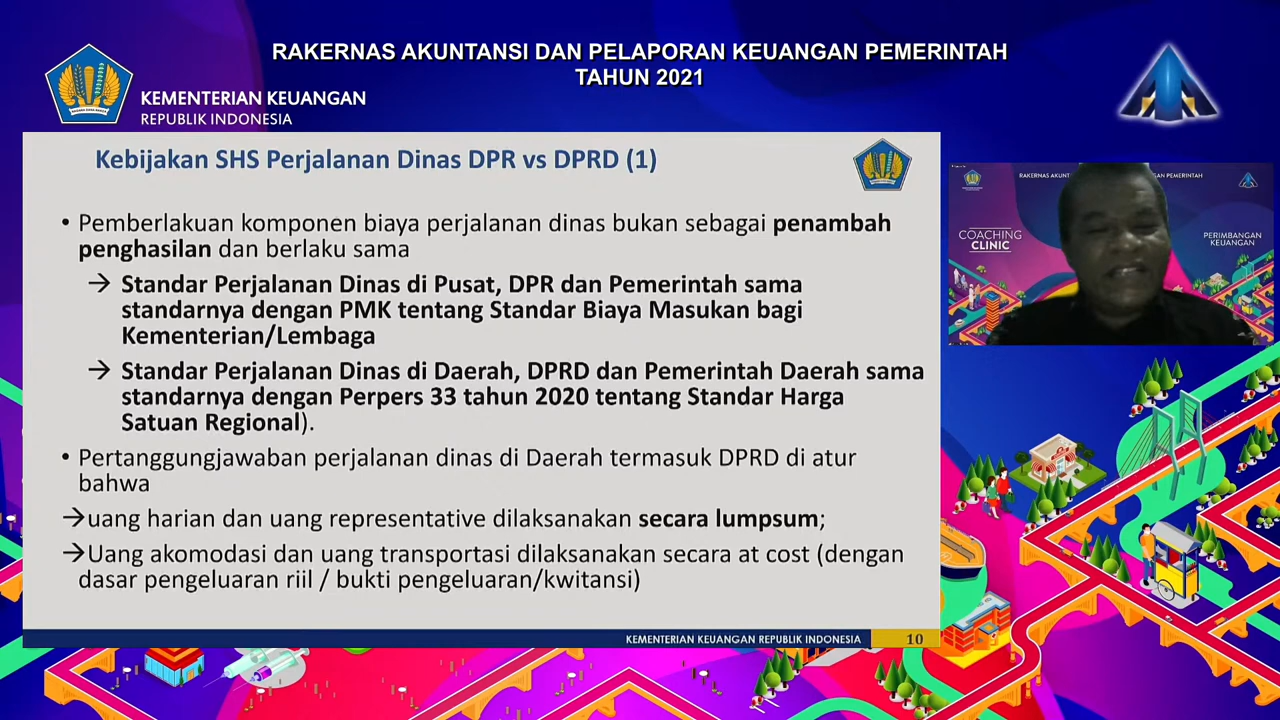 RAKERNAS AKUNTANSI DAN PELAPORAN KEUANGAN PEMERINTAH
TAHUN 2021
KEMENTERIAN KEUANGAN
REPUBLIK INDONESIA
Kebijakan SHS Perjalanan Dinas DPR vs DPRD (1)
• Pemberlakuan komponen biaya perjalanan dinas bukan sebagai penambah
penghasilan dan berlaku sama
→ Standar Perjalanan Dinas di Pusat, DPR dan Pemerintah sama
standarnya dengan PMK tentang Standar Biaya Masukan bagi
Kementerian/Lembaga
→ Standar Perjalanan Dinas di Daerah, DPRD dan Pemerintah Daerah sama
standarnya dengan Perpers 33 tahun 2020 tentang Standar Harga
Satuan Regional).
• Pertanggungjawaban perjalanan dinas di Daerah termasuk DPRD di atur
bahwa
→uang harian dan uang representative dilaksanakan secara lumpsum;
→Uang akomodasi dan uang transportasi dilaksanakan secara at cost (dengan
dasar pengeluaran riil / bukti pengeluaran/kwitansi)
KEMENTERIAN KEUANGAN REPUBLIK INDONESIA 10
RAKERNAS AKUNT GAN PEMERINTAH
COACHING
CLINIC
PERIMBANGAN
KEUANGAN